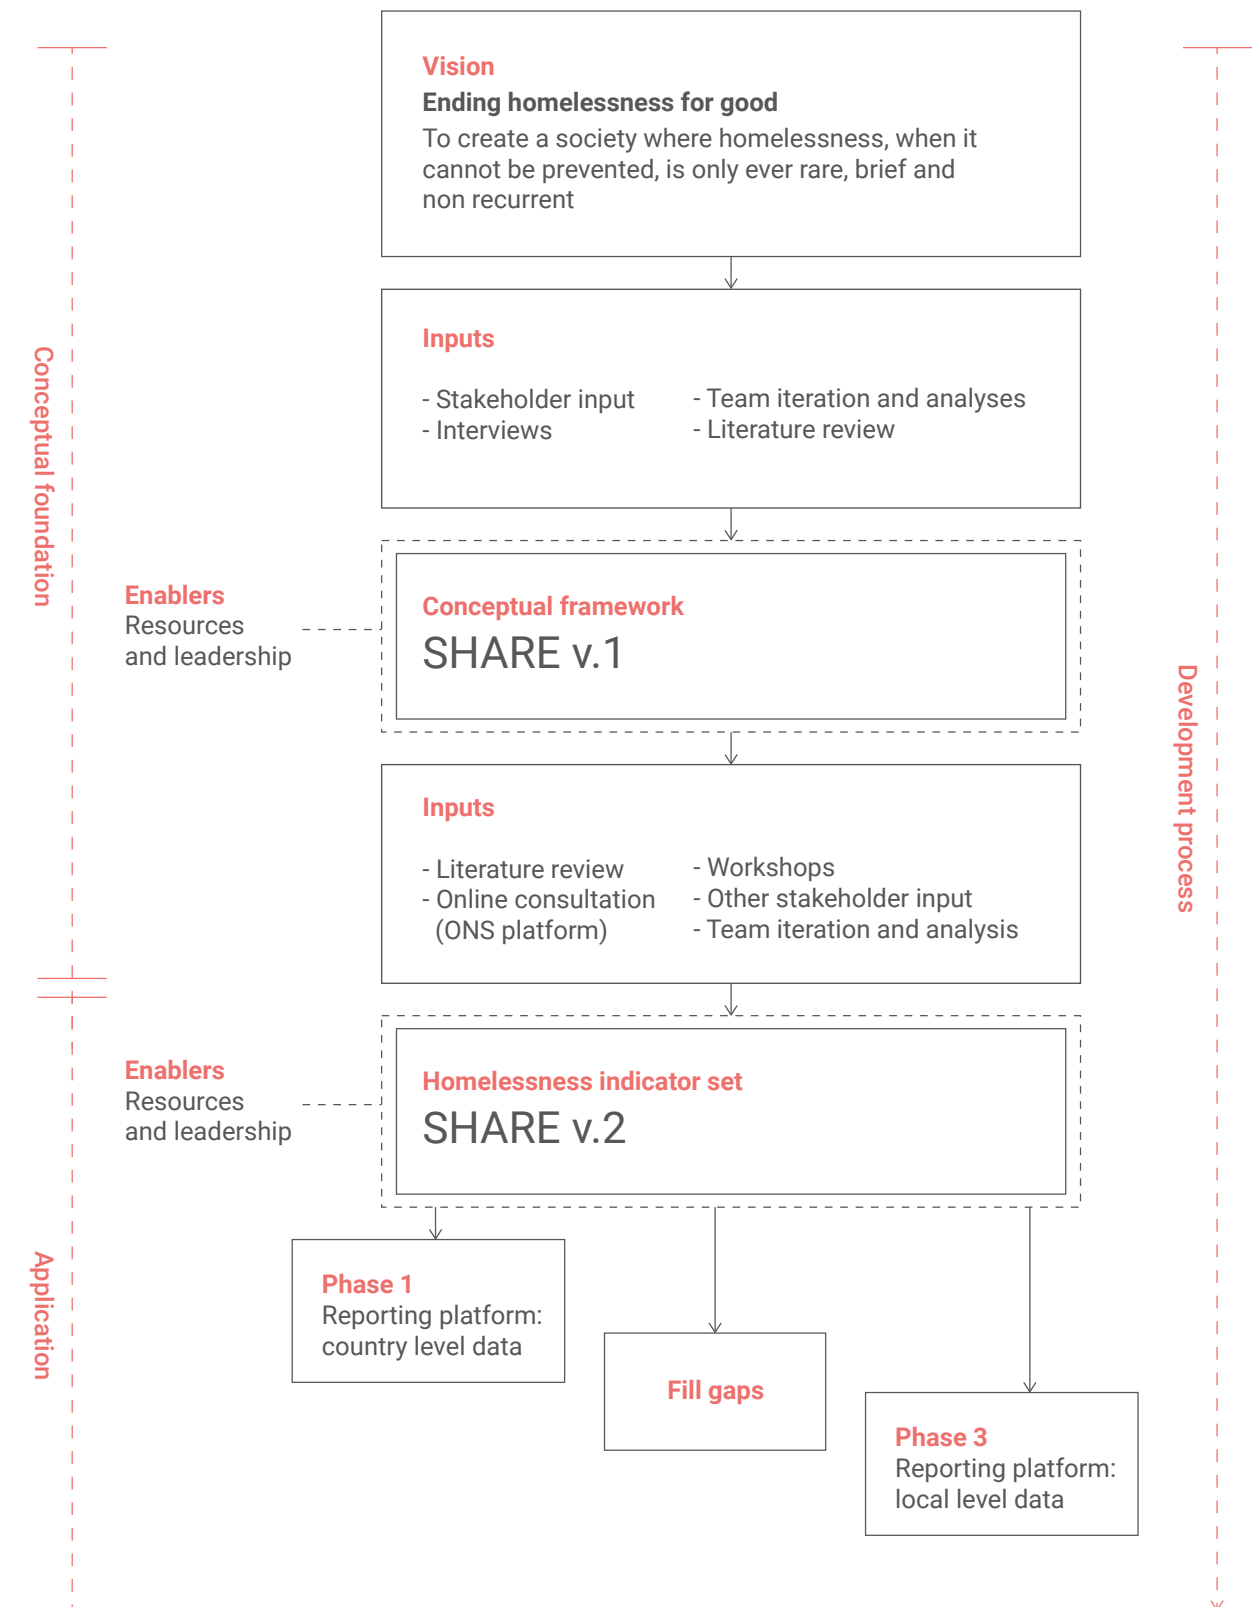 Vision
Ending homelessness for good
To create a society where homelessness, when it
cannot be prevented, is only ever rare, brief and
non recurrent
Inputs
- Stakeholder input
- Interviews
- Team iteration and analyses
- Literature review
Conceptual foundation
Enablers
Resources
and leadership
Conceptual framework
SHARE v.1
Development process
Inputs
- Literature review
- Online consultation
(ONS platform)
- Workshops
- Other stakeholder input
- Team iteration and analysis
Enablers
Resources
and leadership
Homelessness indicator set
SHARE v.2
Application
Phase 1
Reporting platform:
country level data
Fill gaps
Phase 3
Reporting platform:
local level data